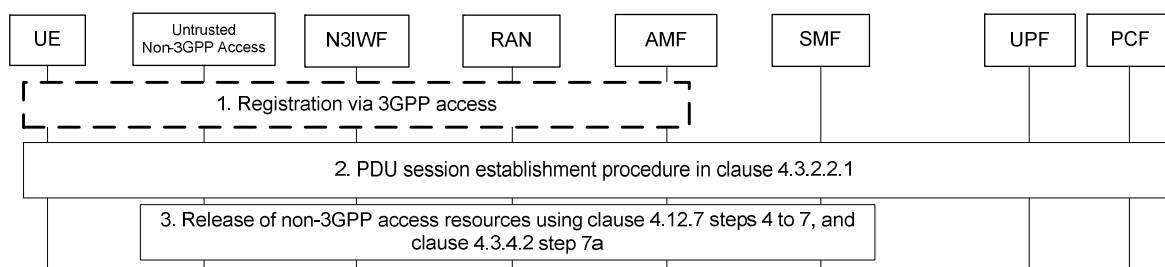 UE
Untrusted
Non-3GPP Access
N3IWF
RAN
AMF
SMF
UPF
PCF
1. Registration via 3GPP access
2. PDU session establishment procedure in clause 4.3.2.2.1
3. Release of non-3GPP access resources using clause 4.12.7 steps 4 to 7, and
clause 4.3.4.2 step 7a